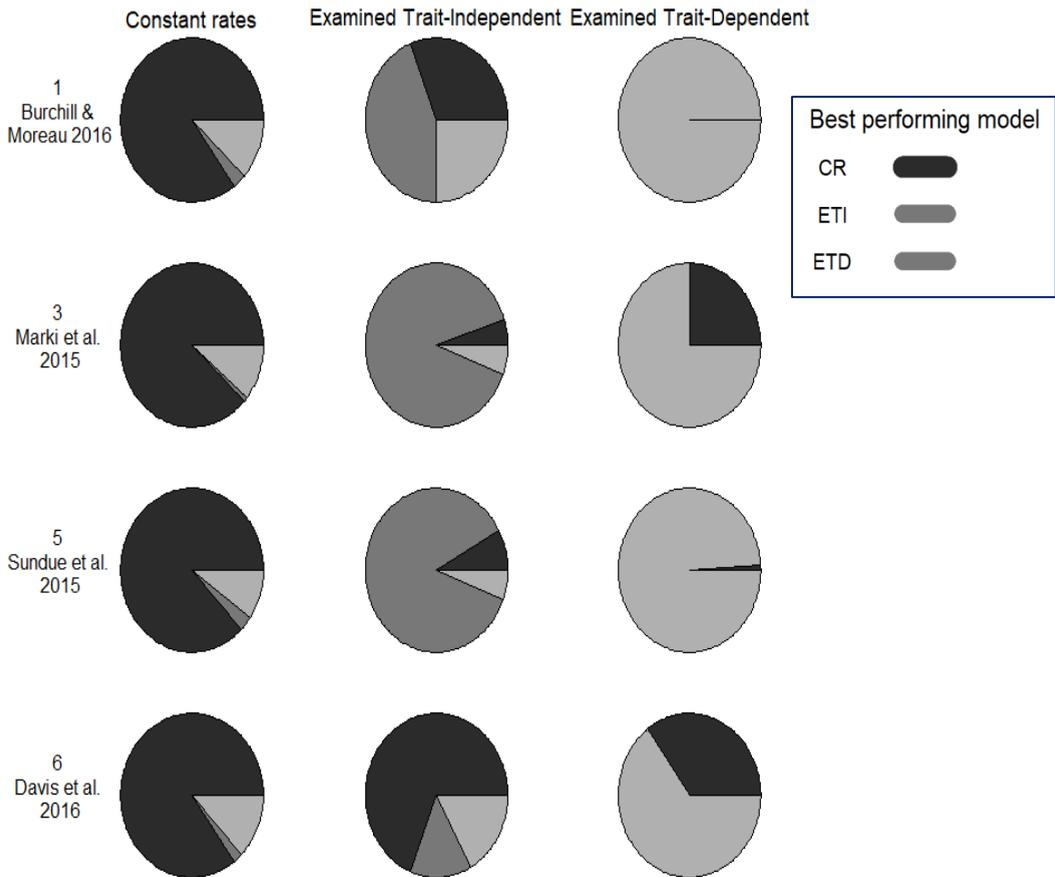 Constant rates
Examined Trait-Independent
Examined Trait-Dependent
1
Burchill &
Moreau 2016
Best performing model
CR
ETI
ETD
3
Marki et al.
2015
5
Sundue et al.
2015
6
Davis et al.
2016